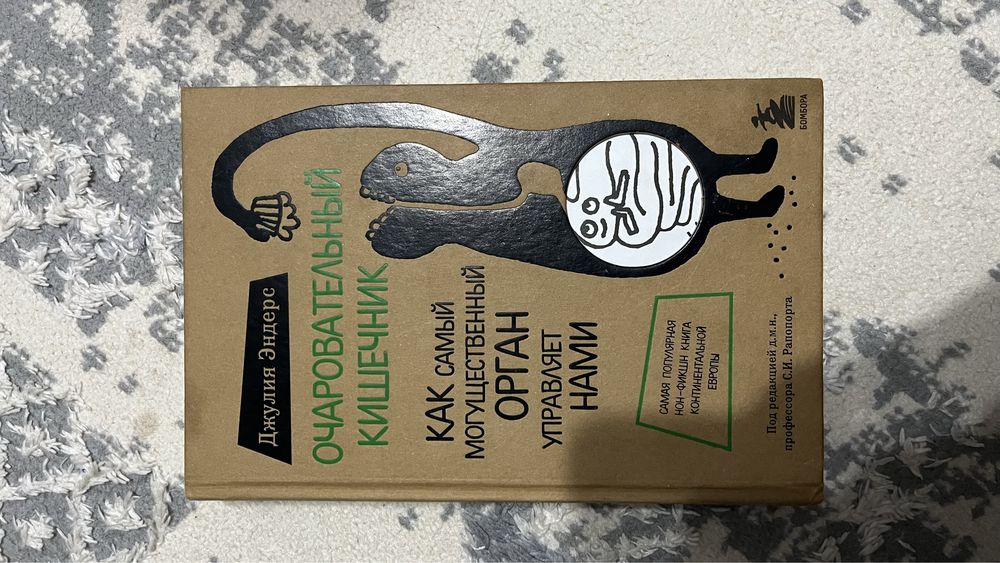 Джулия Эндерс
ОЧАРОВАТЕЛЬНЫЙ
КИШЕЧНИК
КАК САМЫЙ
МОГУЩЕСТВЕННЫЙ
ОРГАН
УПРАВЛЯЕТ
НАМИ
САМАЯ ПОПУЛЯРНАЯ
НОН-ФИКШН КНИГА
КОНТИНЕНТАЛЬНОЙ
ЕВРОПЫ
Под редакцией д.м.н.,
профессора С.И. Рапопорта
БОМБОРА